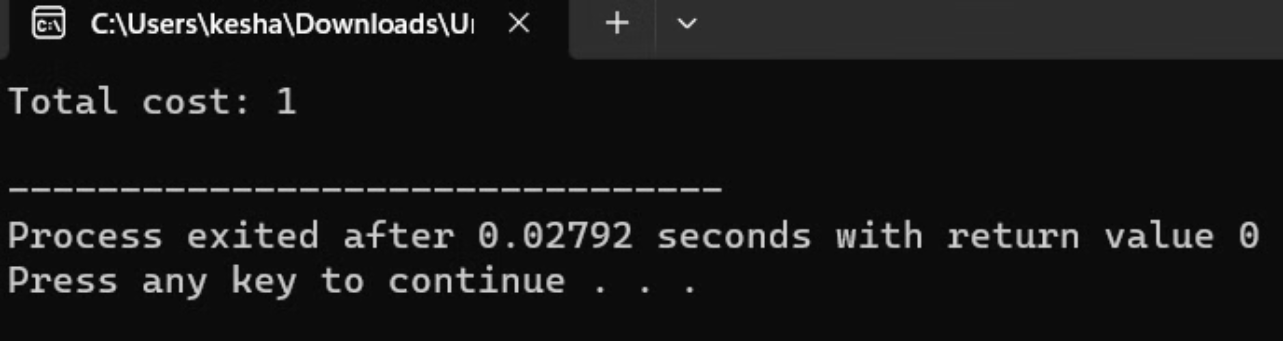 C:\Users\kesha\Downloads\U
Total cost: 1
--------------------------------
Process exited after 0.02792 seconds with return value 0
Press any key to continue . . .